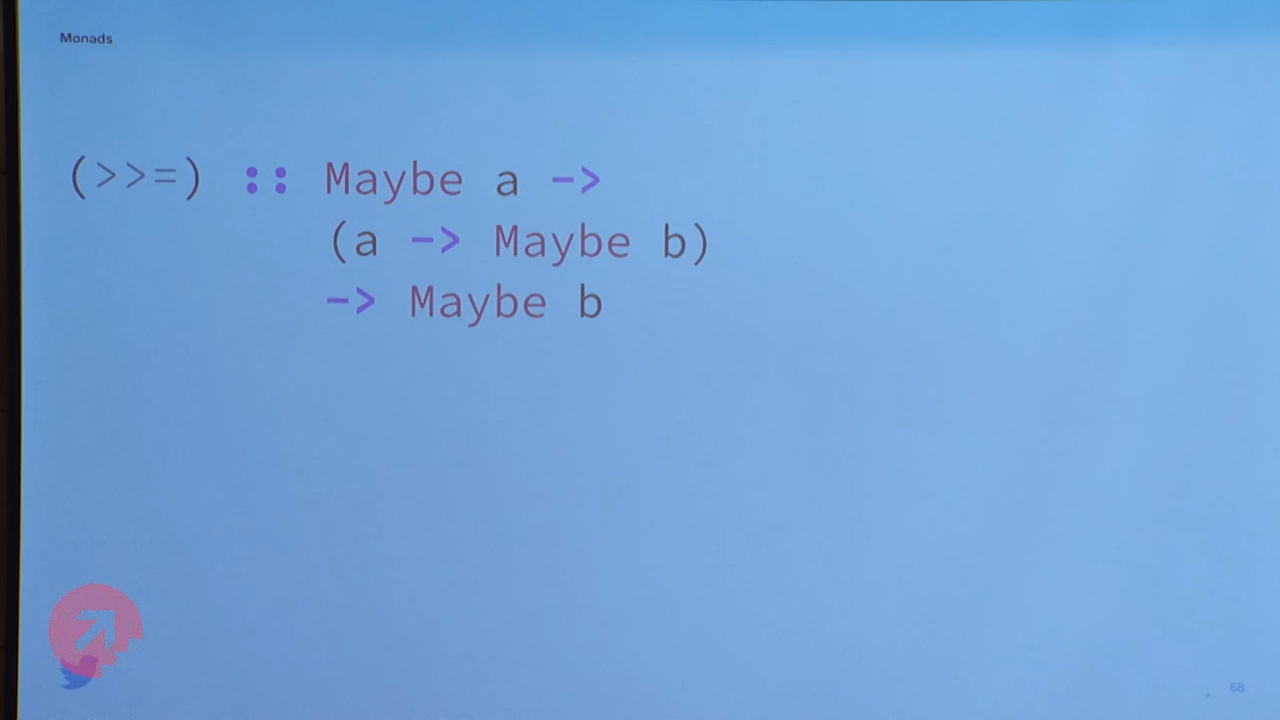 Monads
(>>=) :: Maybe a ->
(a -> Maybe b)
-> Maybe b
68